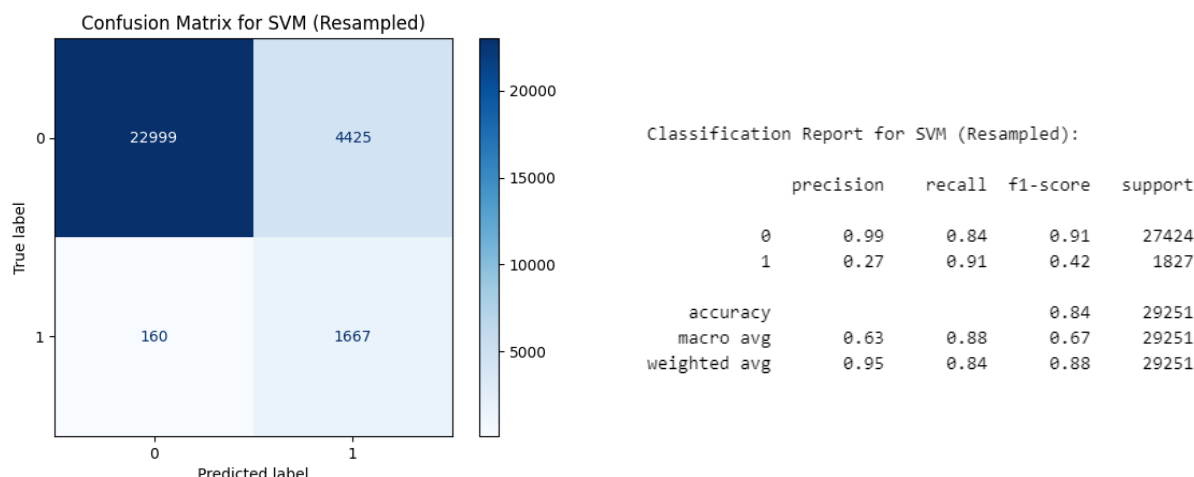 Confusion Matrix for SVM (Resampled)
True label
0
22999
4425
1
160
1667
0
1
Predicted label
20000
15000
10000
5000
Classification Report for SVM (Resampled):
precision recall f1-score support
0 0.99 0.84 0.91 27424
1 0.27 0.91 0.42 1827
accuracy 0.84 29251
macro avg 0.63 0.88 0.67 29251
weighted avg 0.95 0.84 0.88 29251